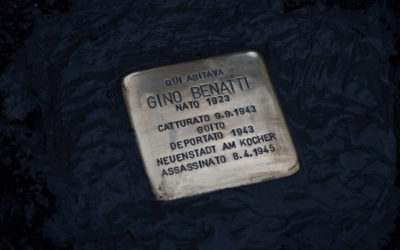 QUI ABITAVA
GINO BENATTI
NATO 1923
CATTURATO 9.9.1943
GOITO
DEPORTATO 1943
NEUENSTADT AM KOCHER
ASSASSINATO 8.4.1945